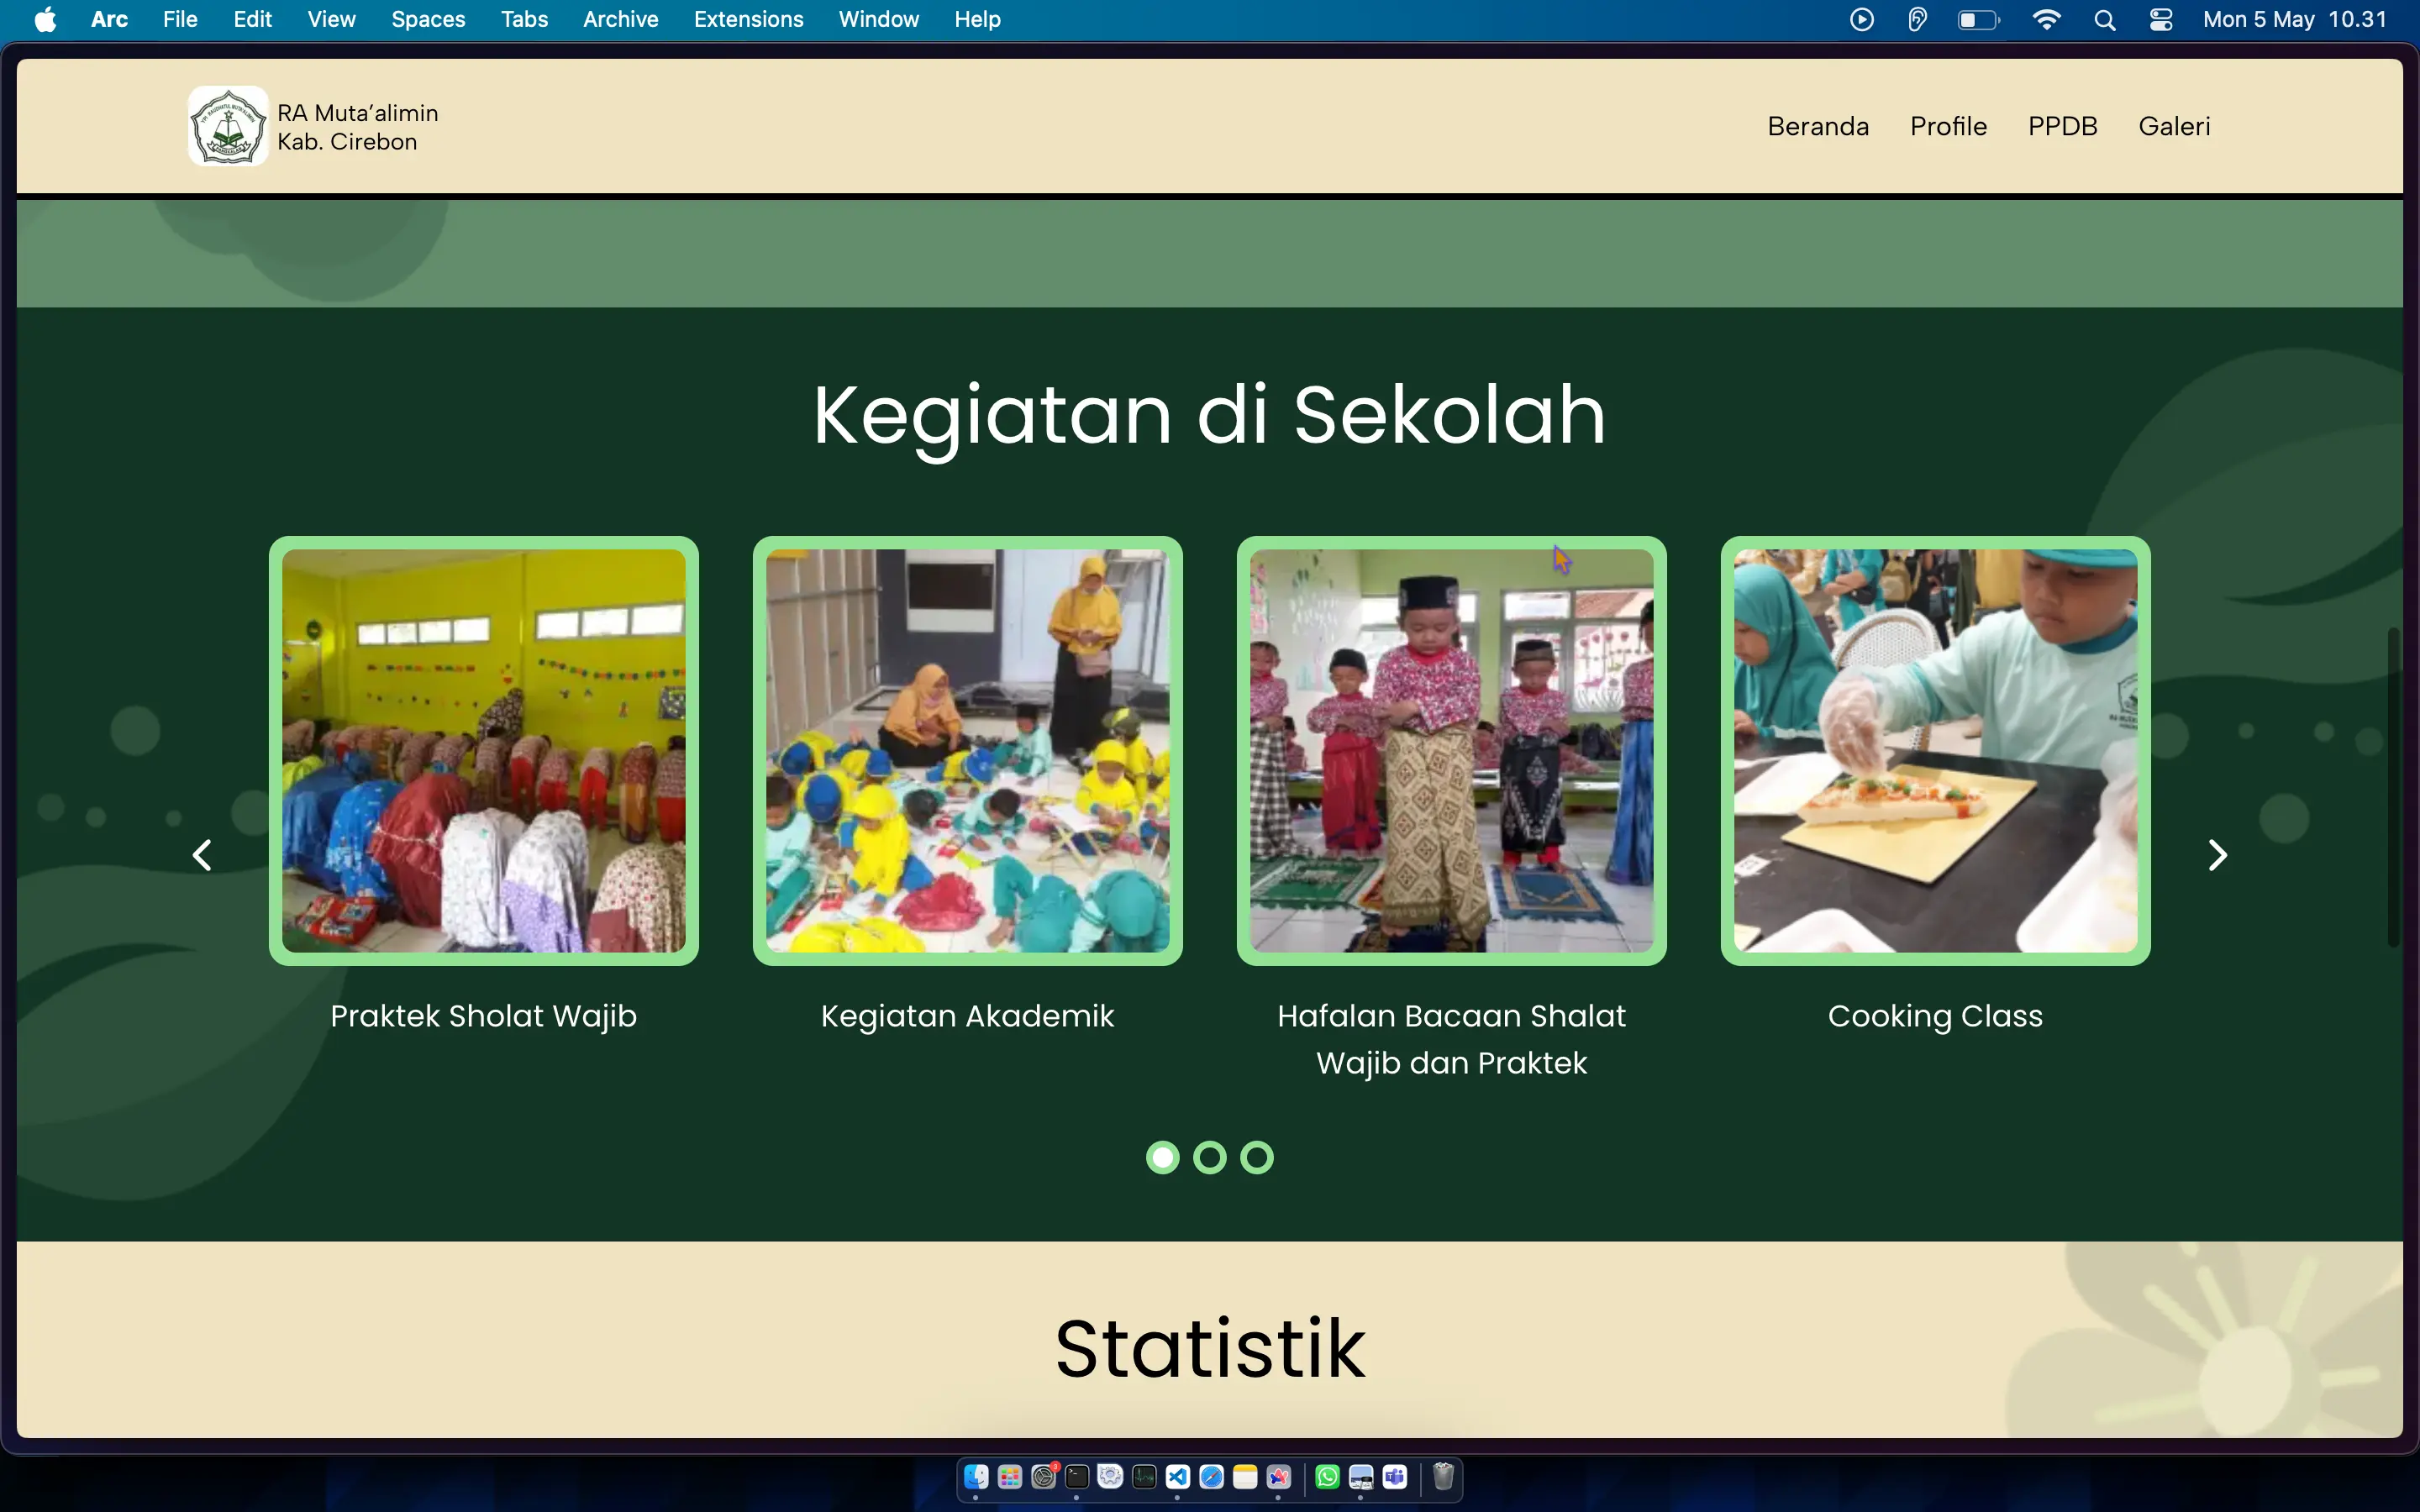 Arc File Edit View Spaces Tabs Archive Extensions Window Help
Mon 5 May 10.31
RA Muta’alimin
Kab. Cirebon
Beranda Profile PPDB Galeri
Kegiatan di Sekolah
Praktek Sholat Wajib
Kegiatan Akademik
Hafalan Bacaan Shalat
Wajib dan Praktek
Cooking Class
Statistik